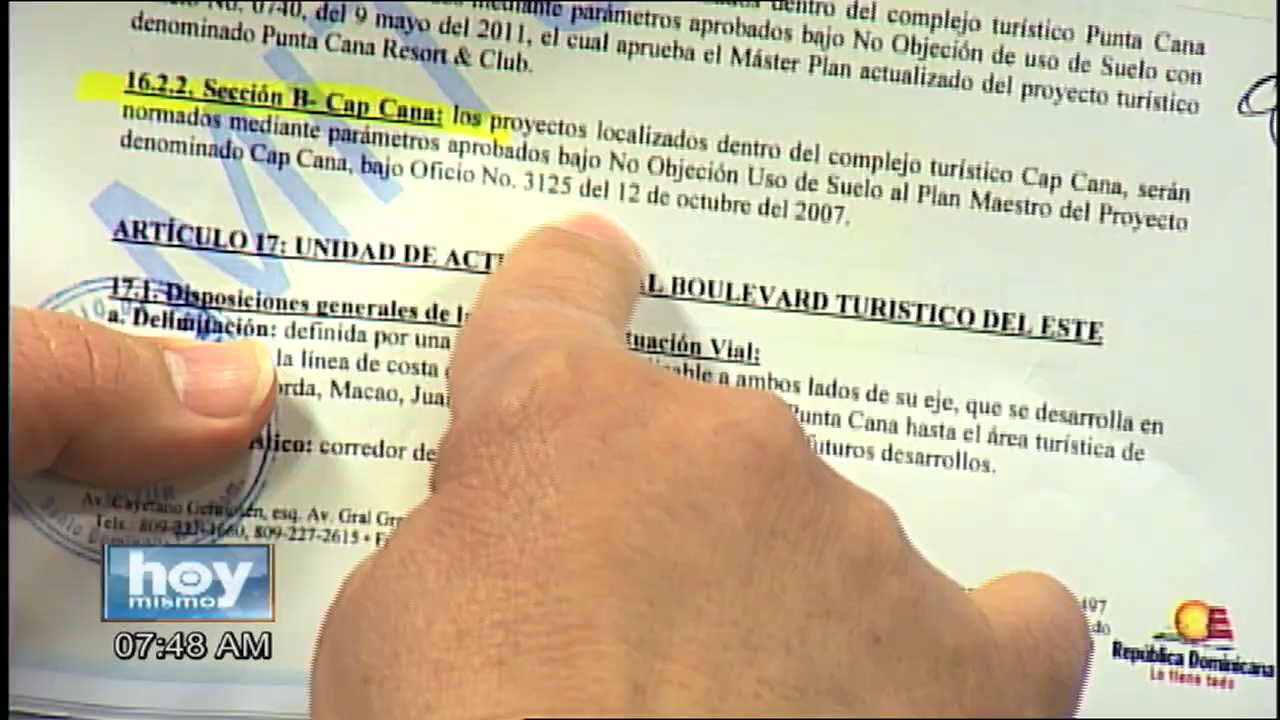 dentro del complejo turístico Punta Cana
mediante parámetros aprobados bajo No Objeción de uso de Suelo con
No. 0740, del 9 mayo del 2011, el cual aprueba el Máster Plan actualizado del proyecto turístico
denominado Punta Cana Resort & Club.
16.2.2. Sección B- Cap Cana: los proyectos localizados dentro del complejo turístico Cap Cana, serán
normados mediante parámetros aprobados bajo No Objeción Uso de Suelo al Plan Maestro del Proyecto
denominado Cap Cana, bajo Oficio No. 3125 del 12 de octubre del 2007.
ARTÍCULO 17: UNIDAD DE ACT AL BOULEVARD TURISTICO DEL ESTE
17.1. Disposiciones generales de la tuación Vial:
a. Delimitación: definida por una cable a ambos lados de su eje, que se desarrolla en
la línea de costa Punta Cana hasta el área turística de
orda, Macao, Jua futuros desarrollos.
corredor de
esq. Av. Gral
Tels. 809-227-2615
hoy
mismo
07:48 AM
República Dominicana
Lo tiene todo